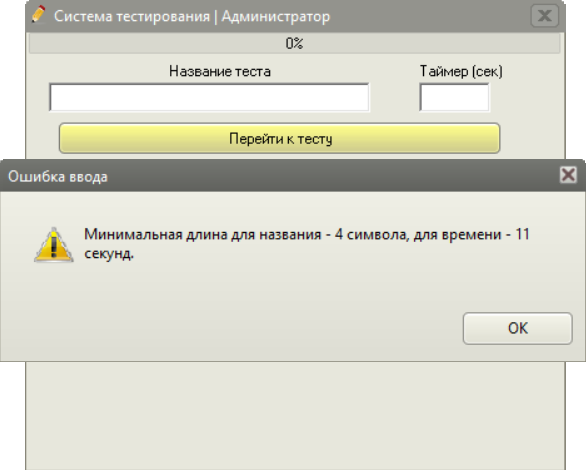 Система тестирования | Администратор
0%
Название теста Таймер (сек)
Перейти к тесту
Ошибка ввода
Минимальная длина для названия - 4 символа, для времени - 11
секунд.
OK